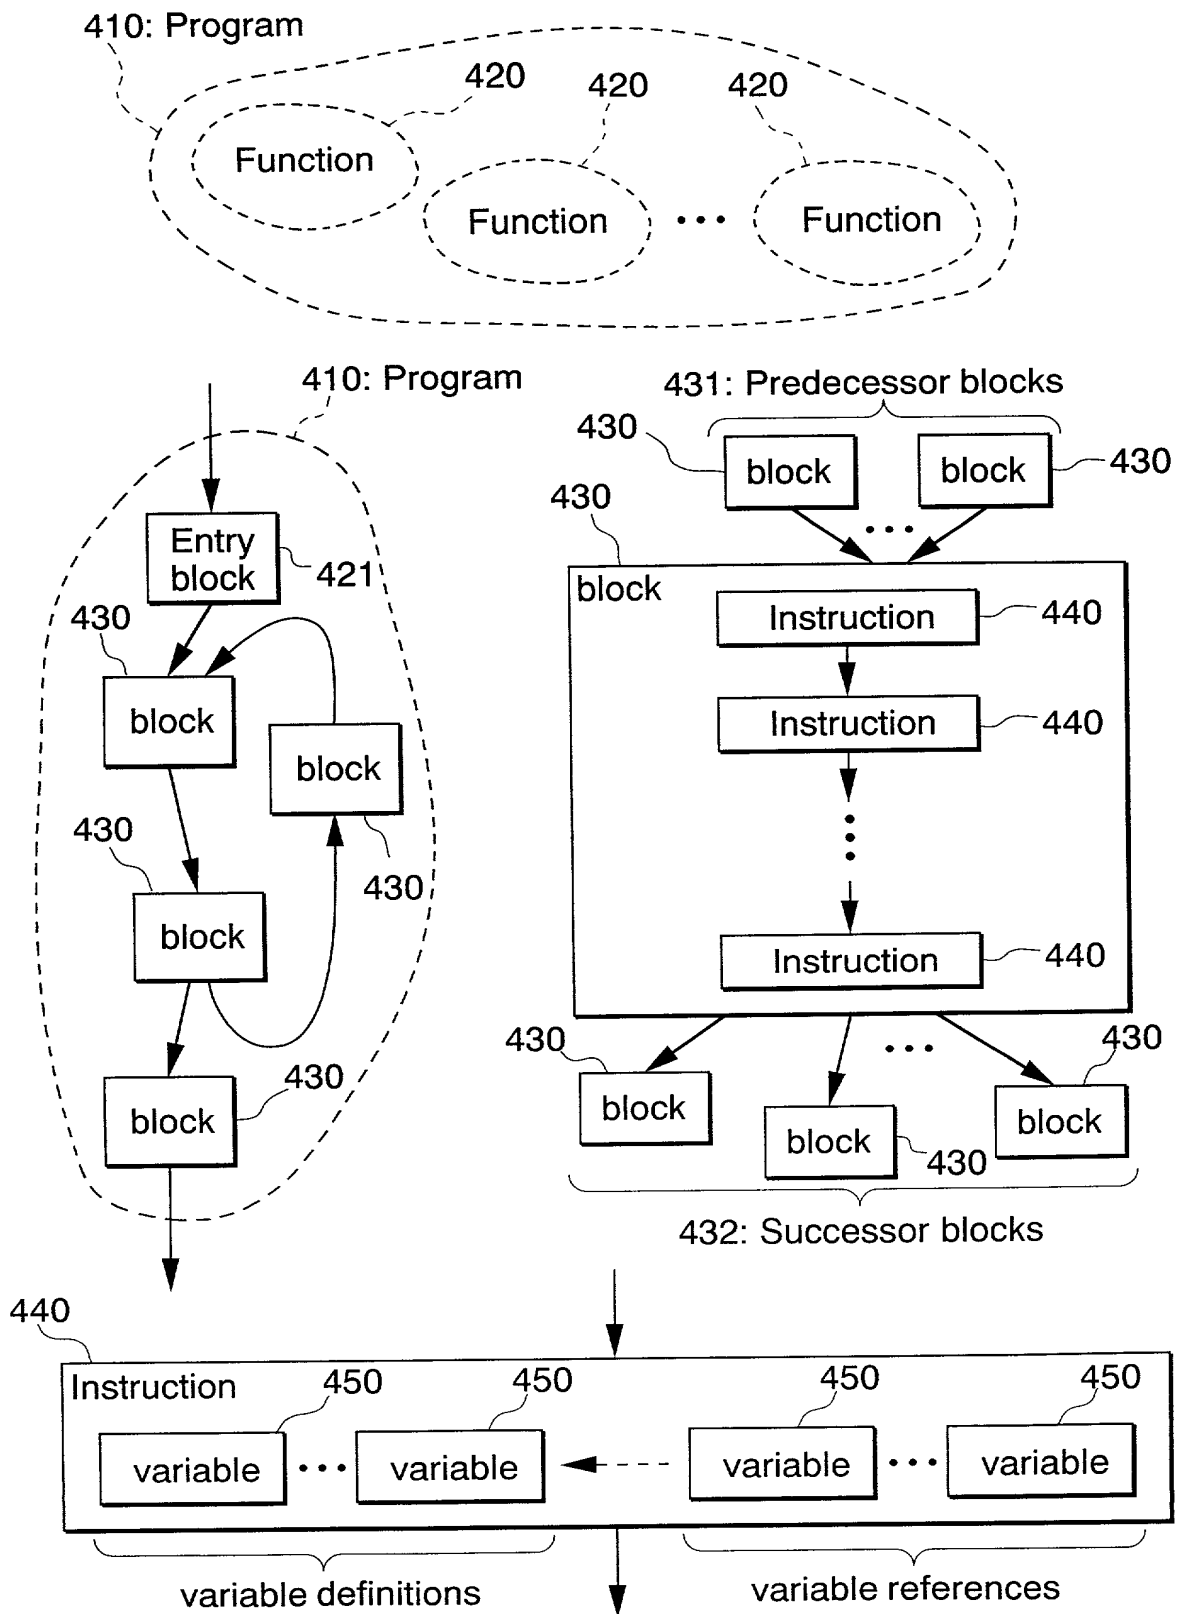 410: Program
420
420
420
Function
Function
• • •
Function
410: Program
Entry
block
421
430
block
block
430
430
block
430
block
431: Predecessor blocks
430
block
block
430
430
• • •
block
Instruction
440
Instruction
440
Instruction
440
430
• • •
430
block
block
430
block
432: Successor blocks
440
Instruction
450
450
450
450
variable
• • •
variable
variable
• • •
variable
variable definitions
variable references